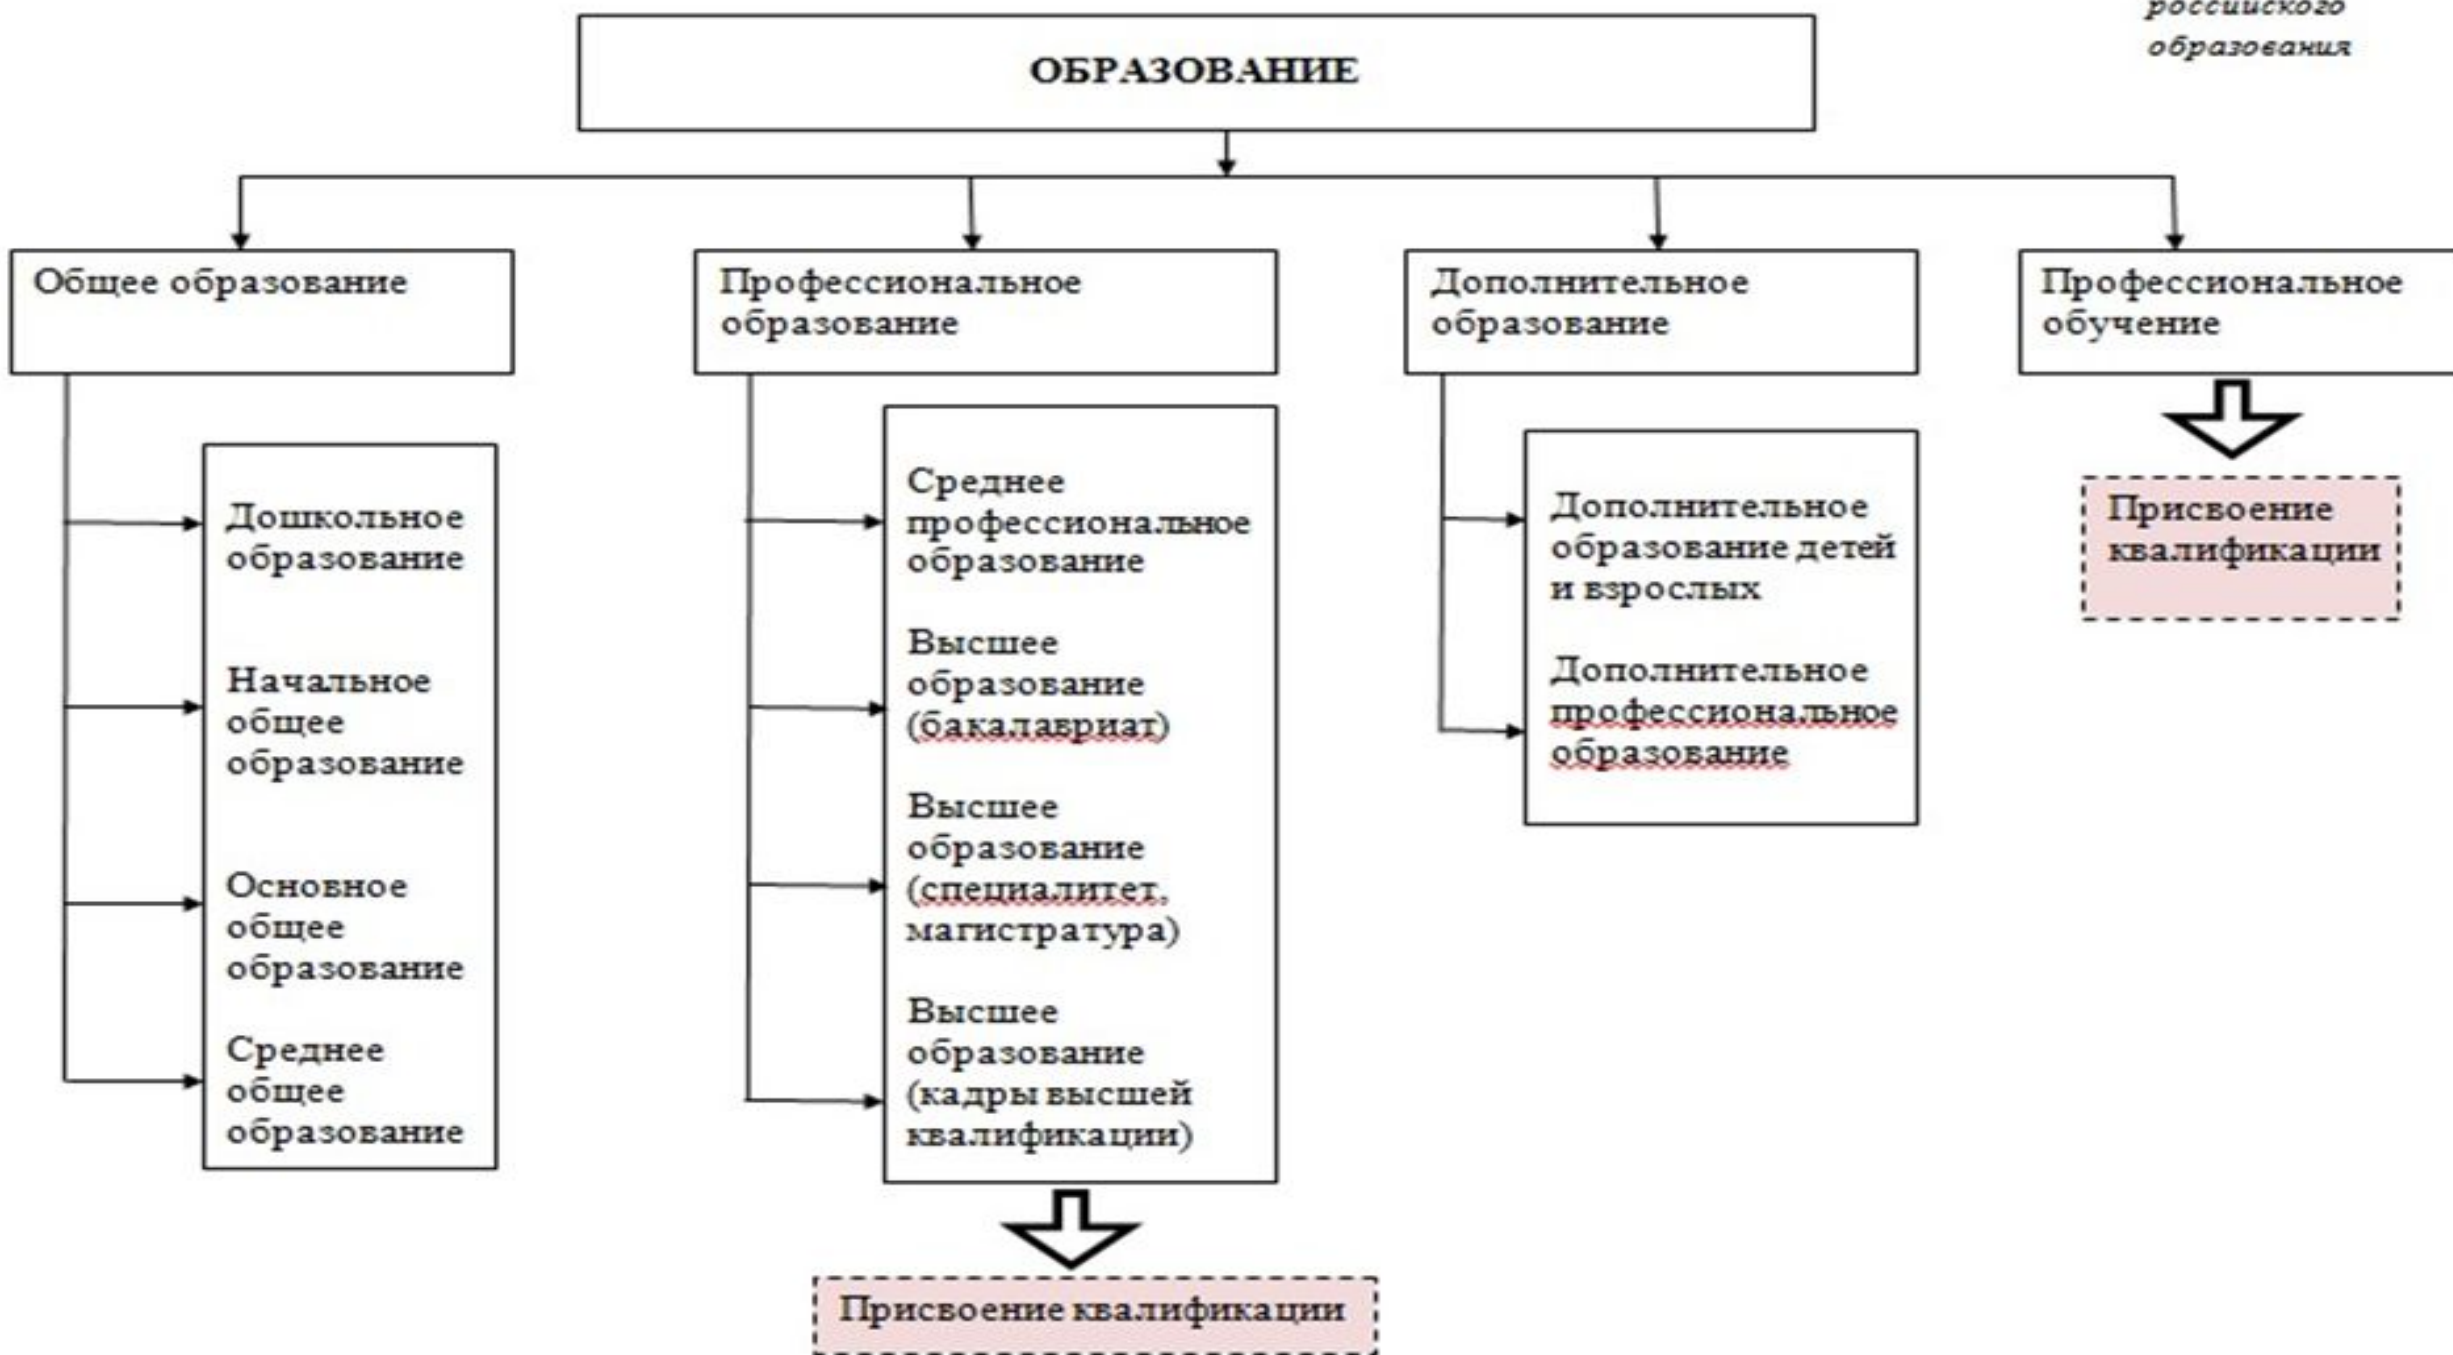 российского
образования
ОБРАЗОВАНИЕ
Общее образование
Профессиональное
образование
Дополнительное
образование
Профессиональное
обучение
Дошкольное
образование
Начальное
общее
образование
Основное
общее
образование
Среднее
общее
образование
Среднее
профессиональное
образование
Высшее
образование
(бакалавриат)
Высшее
образование
(специалитет,
магистратура)
Высшее
образование
(кадры высшей
квалификации)
Присвоение квалификации
Дополнительное
образование детей
и взрослых
Дополнительное
профессиональное
образование
Присвоение
квалификации